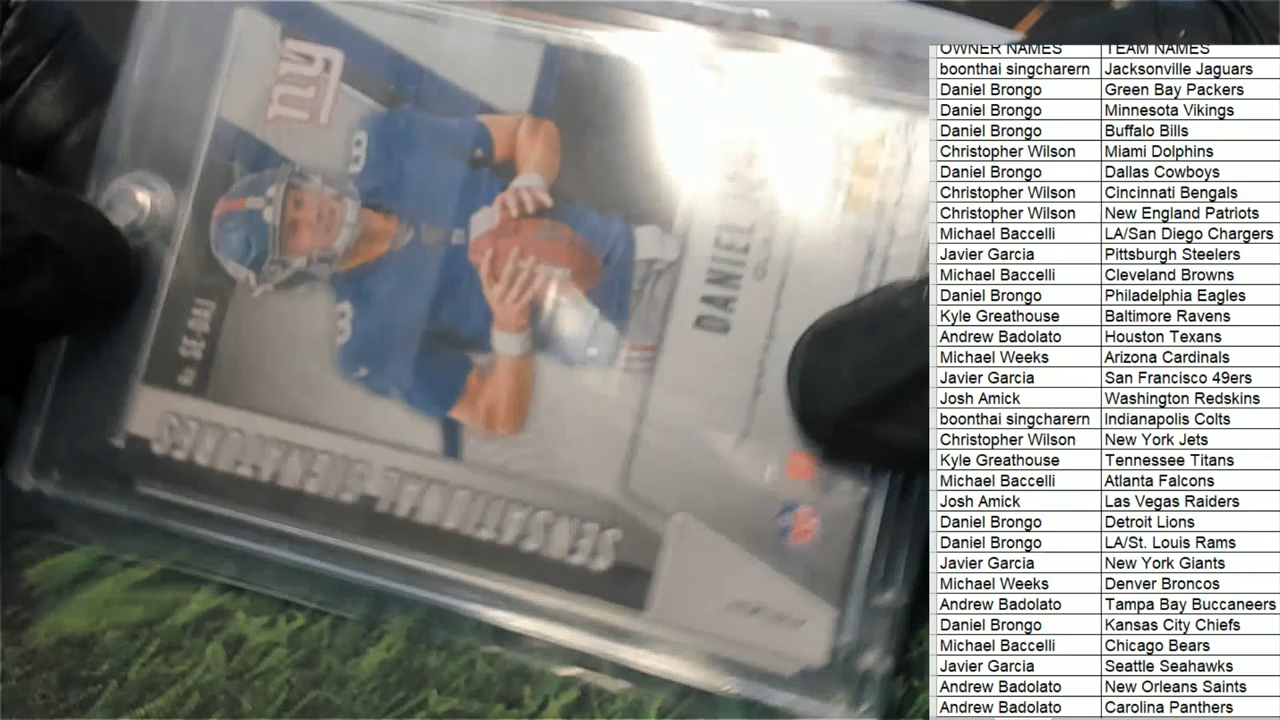 ny
8
8
No. SE-DAJ
DANIEL
SENSATIONAL SIGNATURES
OWNER NAMES TEAM NAMES
boonthai singcharern Jacksonville Jaguars
Daniel Brongo Green Bay Packers
Daniel Brongo Minnesota Vikings
Daniel Brongo Buffalo Bills
Christopher Wilson Miami Dolphins
Daniel Brongo Dallas Cowboys
Christopher Wilson Cincinnati Bengals
Christopher Wilson New England Patriots
Michael Baccelli LA/San Diego Chargers
Javier Garcia Pittsburgh Steelers
Michael Baccelli Cleveland Browns
Daniel Brongo Philadelphia Eagles
Kyle Greathouse Baltimore Ravens
Andrew Badolato Houston Texans
Michael Weeks Arizona Cardinals
Javier Garcia San Francisco 49ers
Josh Amick Washington Redskins
boonthai singcharern Indianapolis Colts
Christopher Wilson New York Jets
Kyle Greathouse Tennessee Titans
Michael Baccelli Atlanta Falcons
Josh Amick Las Vegas Raiders
Daniel Brongo Detroit Lions
Daniel Brongo LA/St. Louis Rams
Javier Garcia New York Giants
Michael Weeks Denver Broncos
Andrew Badolato Tampa Bay Buccaneers
Daniel Brongo Kansas City Chiefs
Michael Baccelli Chicago Bears
Javier Garcia Seattle Seahawks
Andrew Badolato New Orleans Saints
Andrew Badolato Carolina Panthers